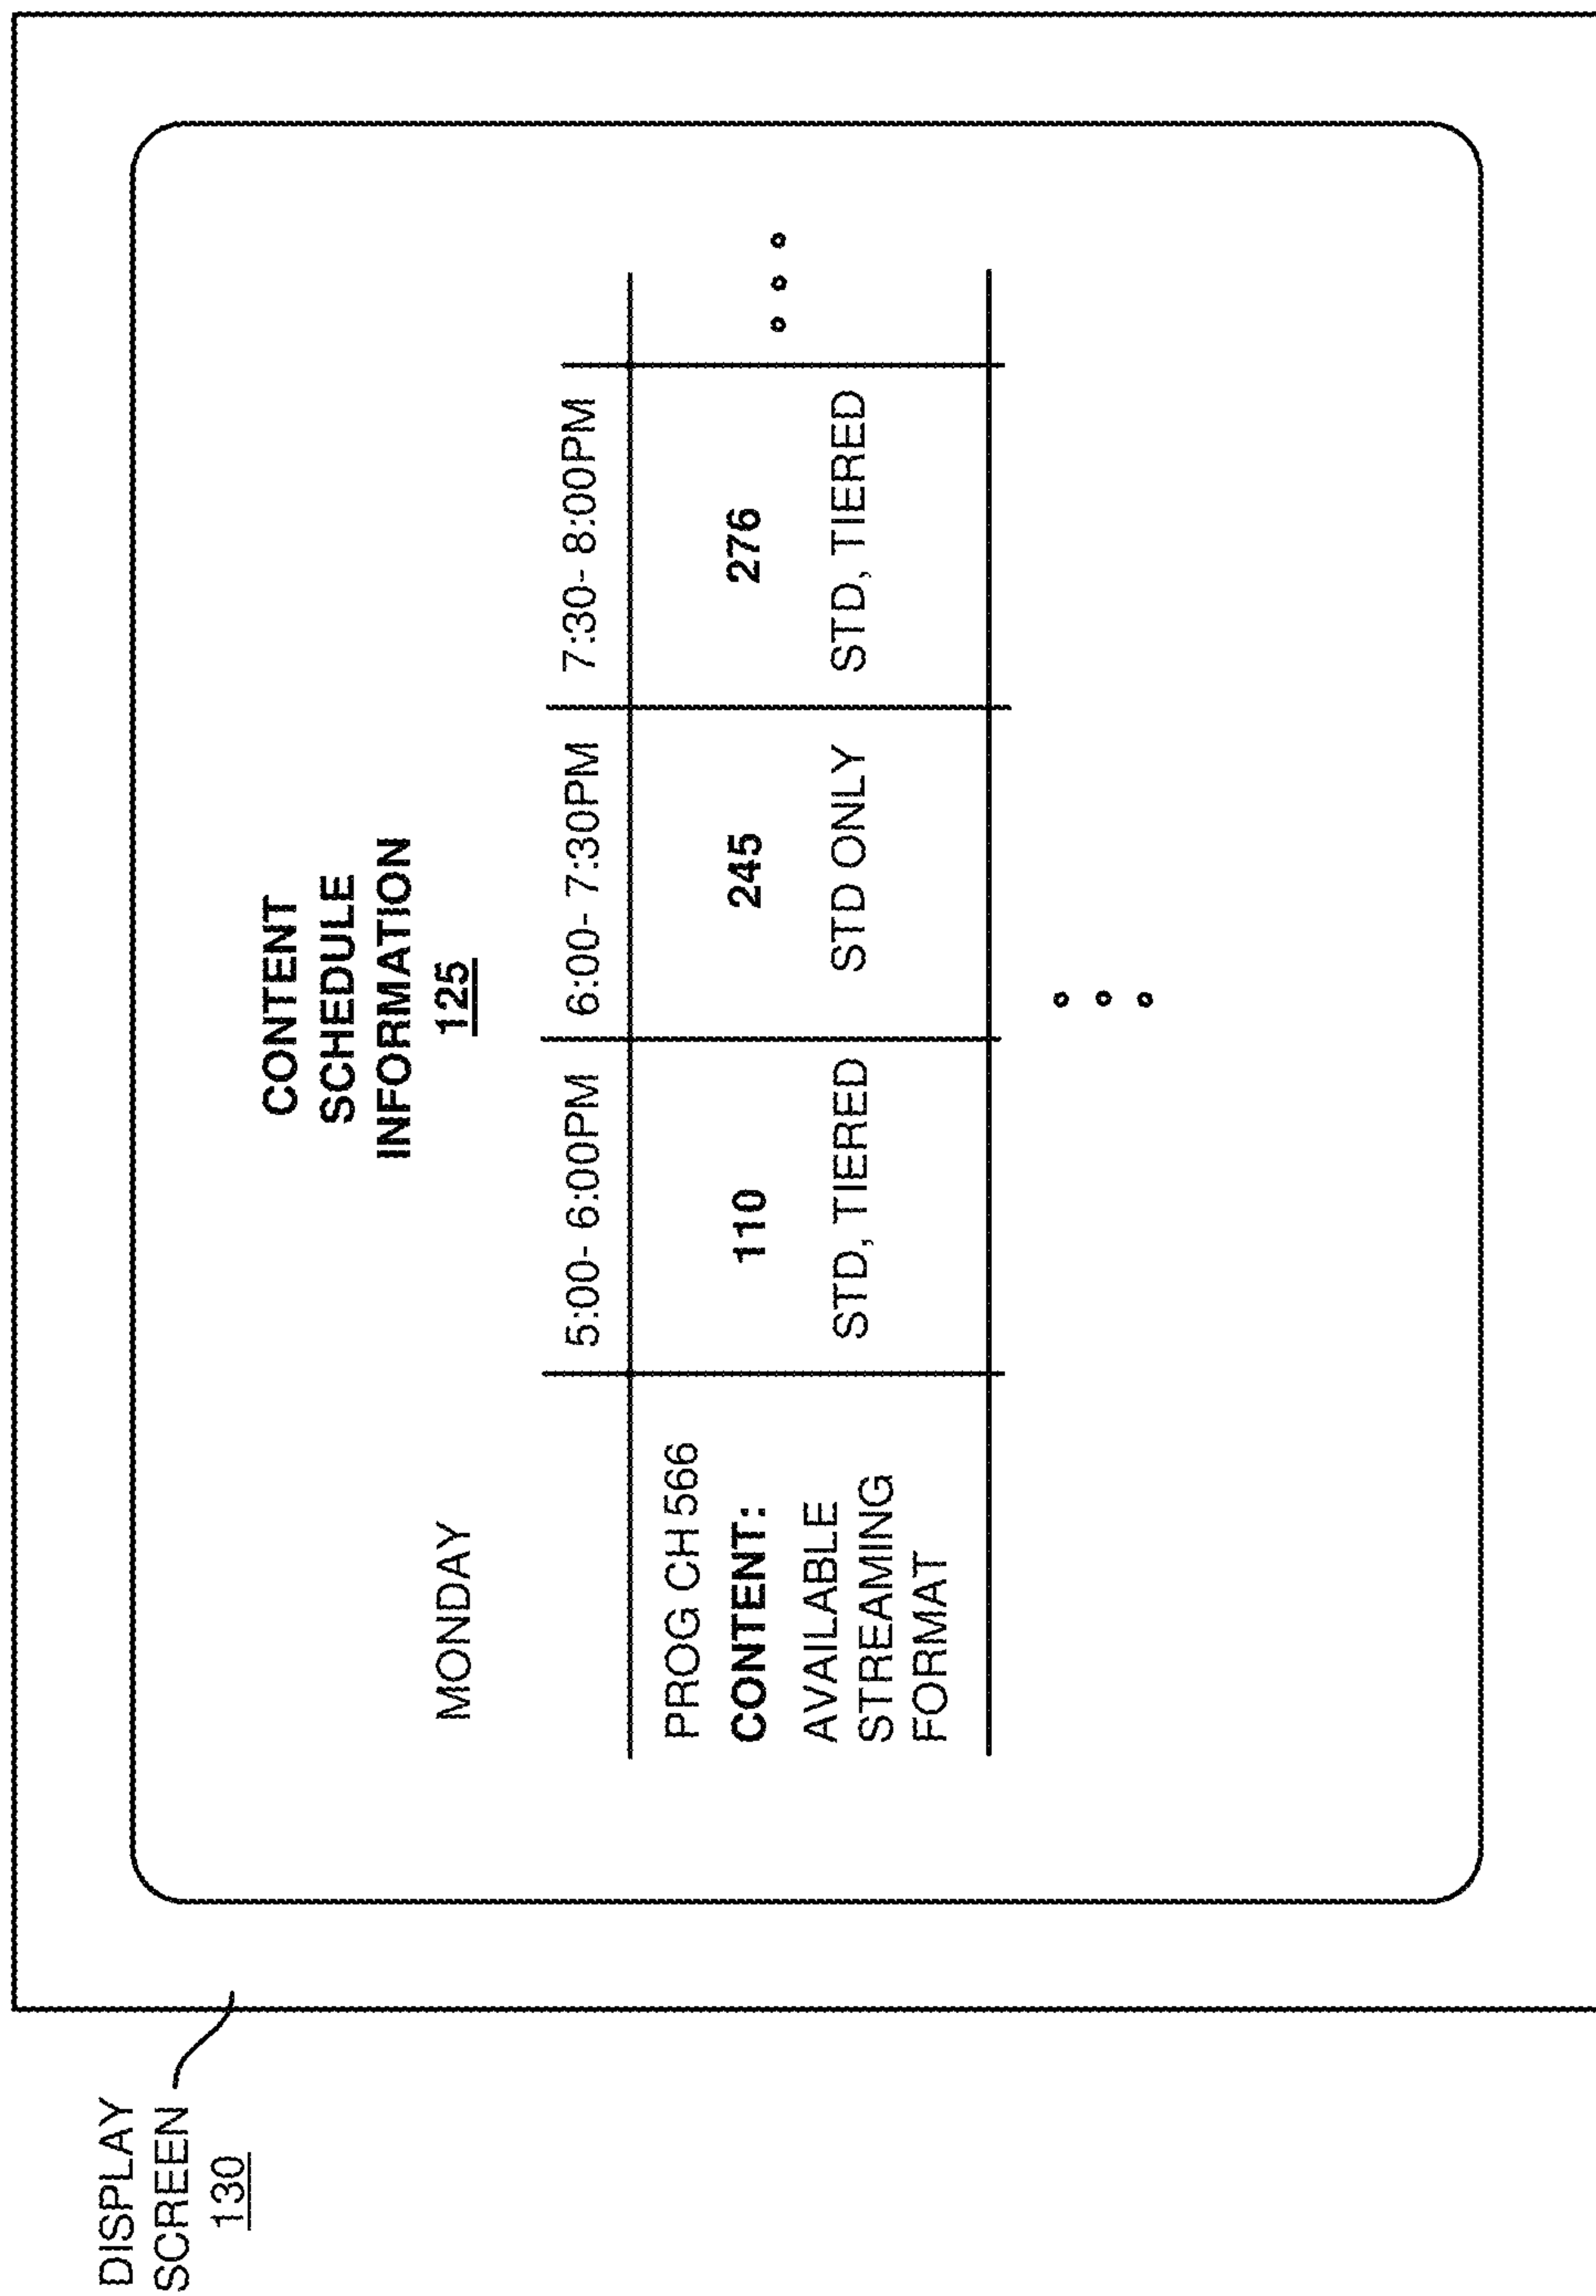 DISPLAY
SCREEN
130
CONTENT
SCHEDULE
INFORMATION
125
MONDAY
5:00- 6:00PM 6:00- 7:30PM 7:30- 8:00PM
PROG CH 566
CONTENT: 110 245 276
AVAILABLE STD, TIERED STD ONLY STD, TIERED
STREAMING
FORMAT